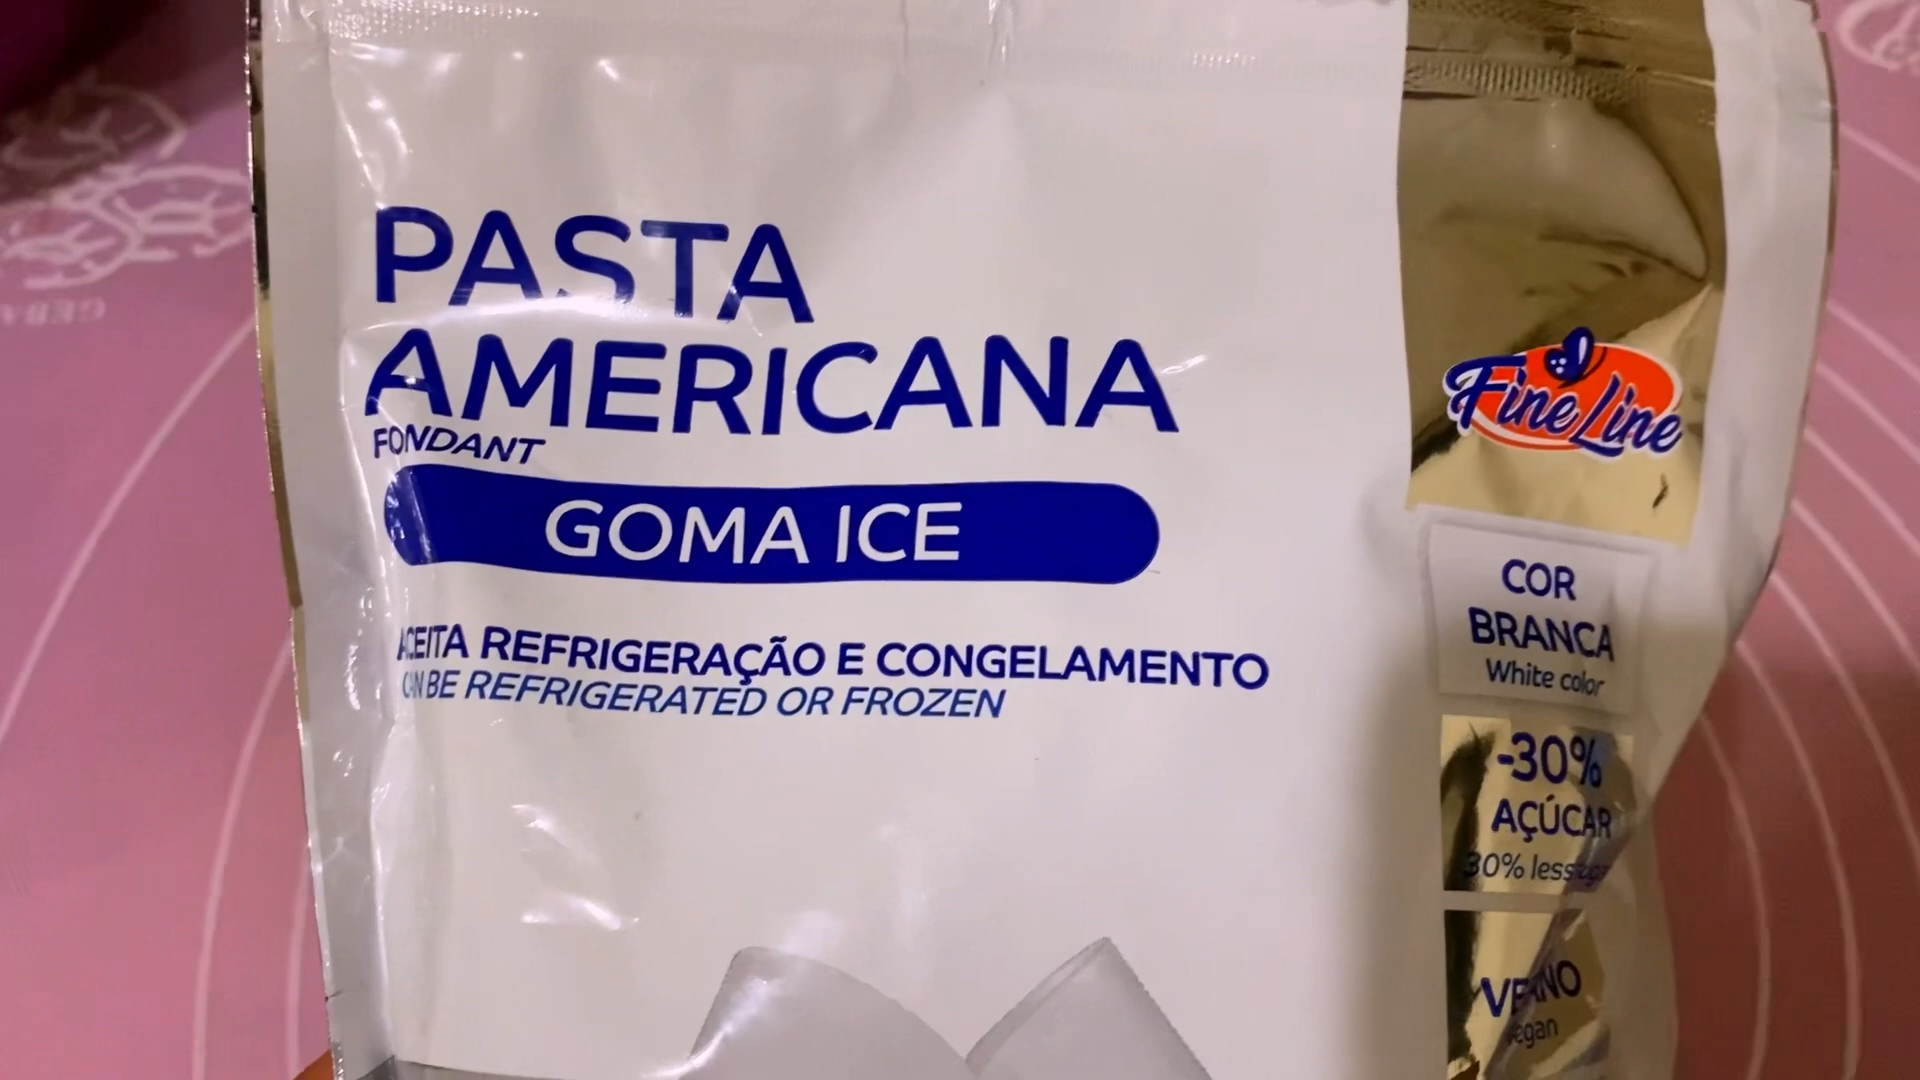 PASTA
AMERICANA
FONDANT
GOMA ICE
ACEITA REFRIGERAÇÃO E CONGELAMENTO
CAN BE REFRIGERATED OR FROZEN
Fine Line
COR
BRANCA
White color
-30%
AÇÚCAR
30% less
VEGANO
vegan